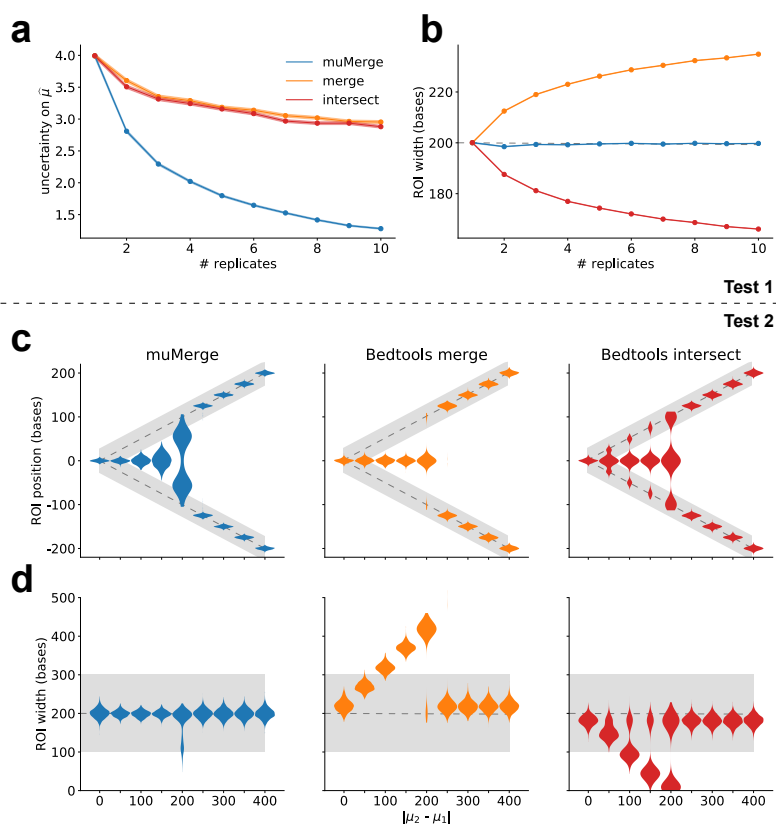 a
b
4.0
3.5
3.0
2.5
2.0
1.5
uncertainty on μ̂
muMerge
merge
intersect
2 4 6 8 10
# replicates
220
200
180
ROI width (bases)
2 4 6 8 10
# replicates
Test 1
Test 2
c
muMerge
Bedtools merge
Bedtools intersect
200
100
0
-100
-200
ROI position (bases)
d
500
400
300
200
100
0
ROI width (bases)
0 100 200 300 400
0 100 200 300 400
0 100 200 300 400
|μ2 - μ1|